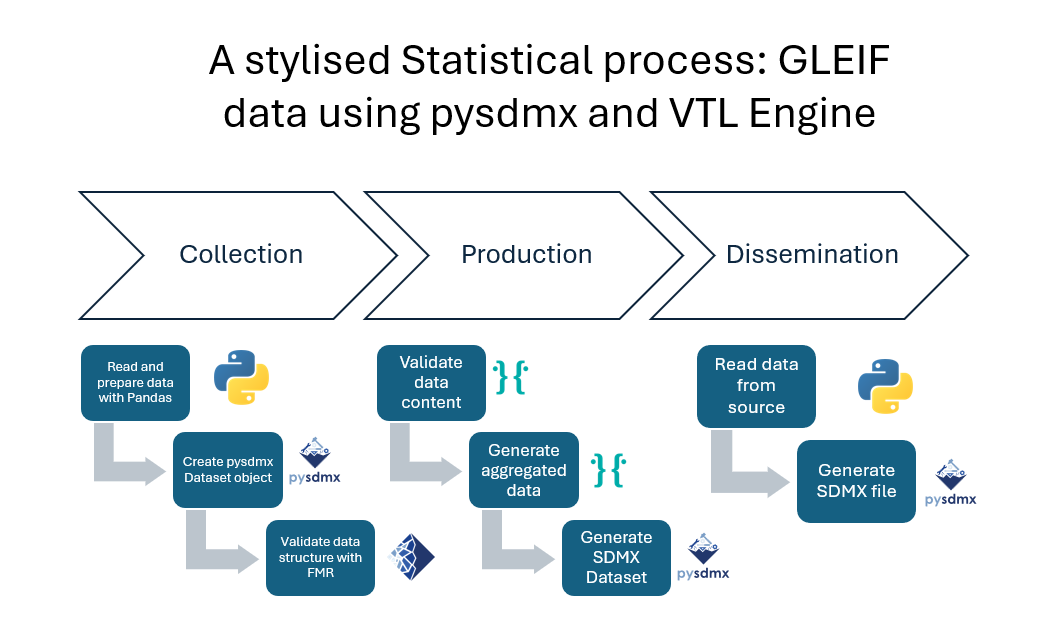 A stylised Statistical process: GLEIF
data using pysdmx and VTL Engine
Collection
Production
Dissemination
Read and
prepare data
with Pandas
Create pysdmx
Dataset object
pysdmx
Validate data
structure with
FMR
Validate
data
content
Generate
aggregated
data
Generate
SDMX
Dataset
pysdmx
Read data
from
source
Generate
SDMX file
pysdmx